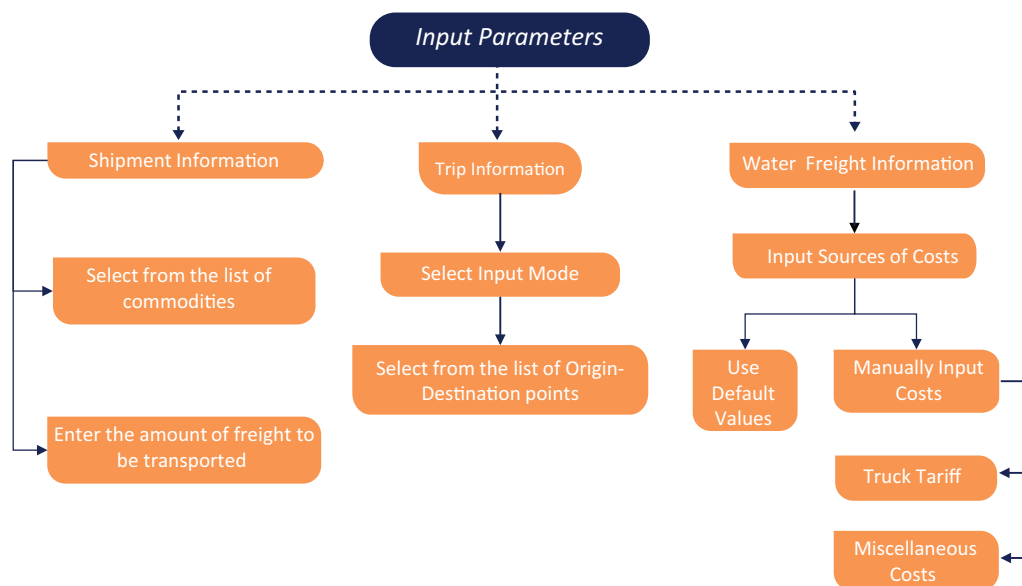 Input Parameters
Shipment Information
Select from the list of
commodities
Enter the amount of freight to
be transported
Trip Information
Select Input Mode
Select from the list of Origin-
Destination points
Water  Freight Information
Input Sources of Costs
Use
Default
Values
Manually Input
Costs
Truck Tariff
Miscellaneous
Costs